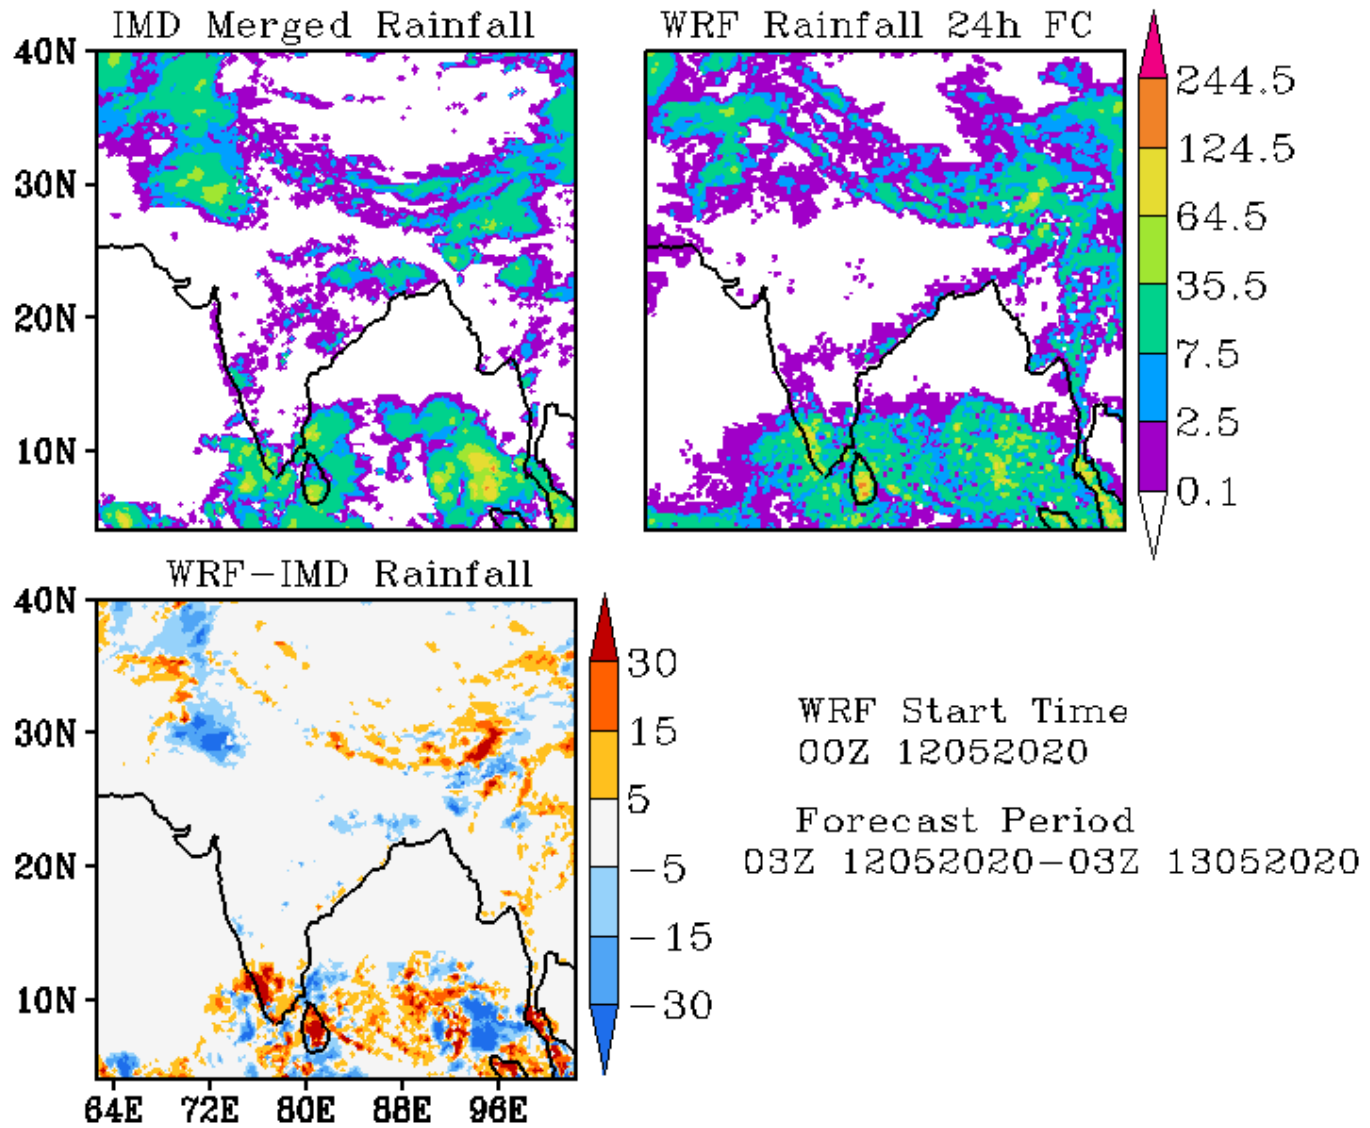 IMD Merged Rainfall
WRF Rainfall 24h FC
40N
30N
20N
10N
244.5
124.5
64.5
35.5
7.5
2.5
0.1
WRF-IMD Rainfall
40N
30N
20N
10N
64E 72E 80E 88E 96E
30
15
5
-5
-15
-30
WRF Start Time
00Z 12052020
Forecast Period
03Z 12052020-03Z 13052020